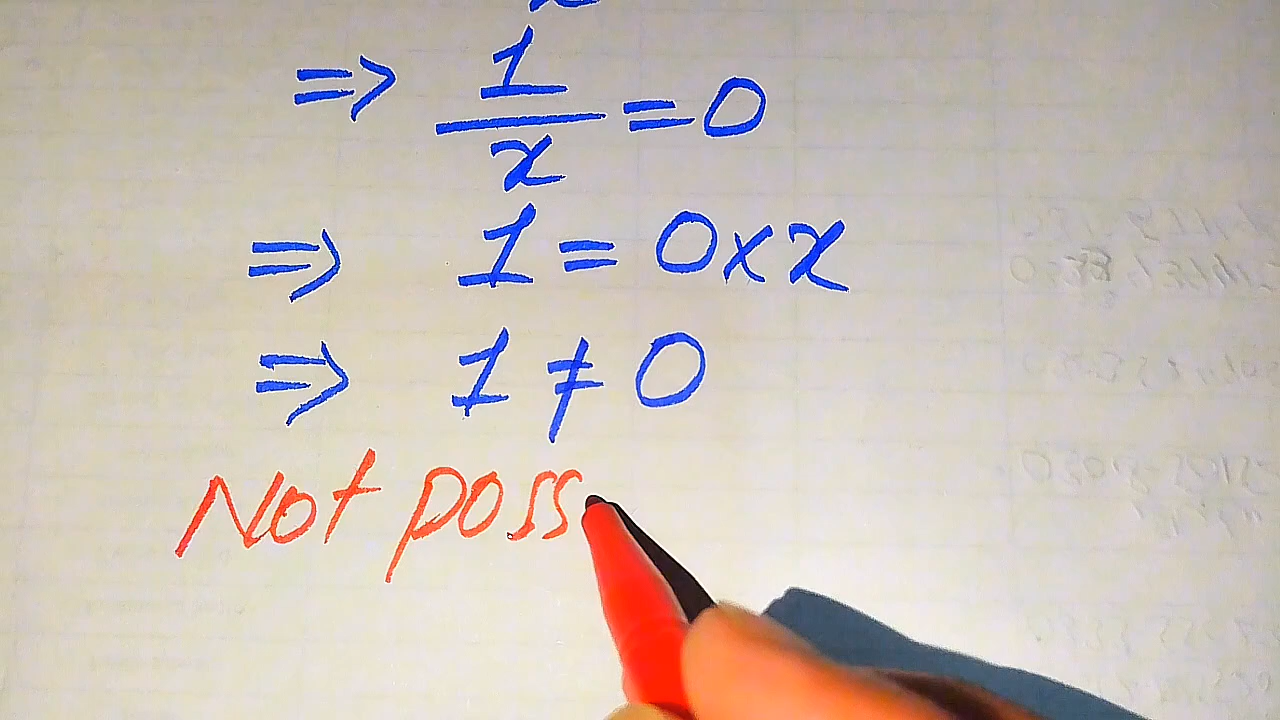 ⇒ 1/x = 0
⇒ 1 = 0 × x
⇒ 1 ≠ 0
Not poss